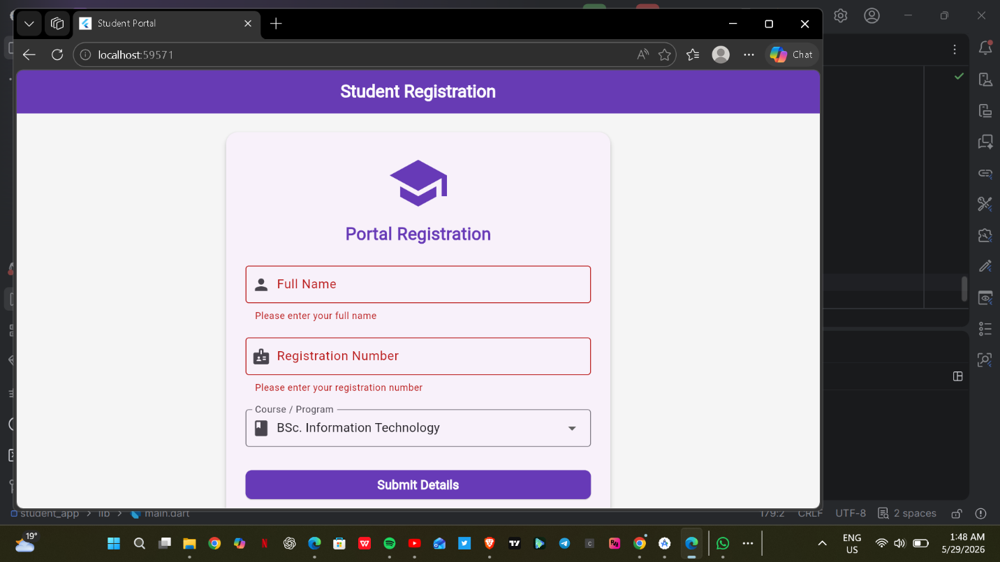 Student Portal
localhost:59571
Chat
Student Registration
Portal Registration
Full Name
Please enter your full name
Registration Number
Please enter your registration number
Course / Program
BSc. Information Technology
Submit Details
student_app > lib > main.dart
179:2 CRLF UTF-8 2 spaces
19°
ENG
US
1:48 AM
5/29/2026